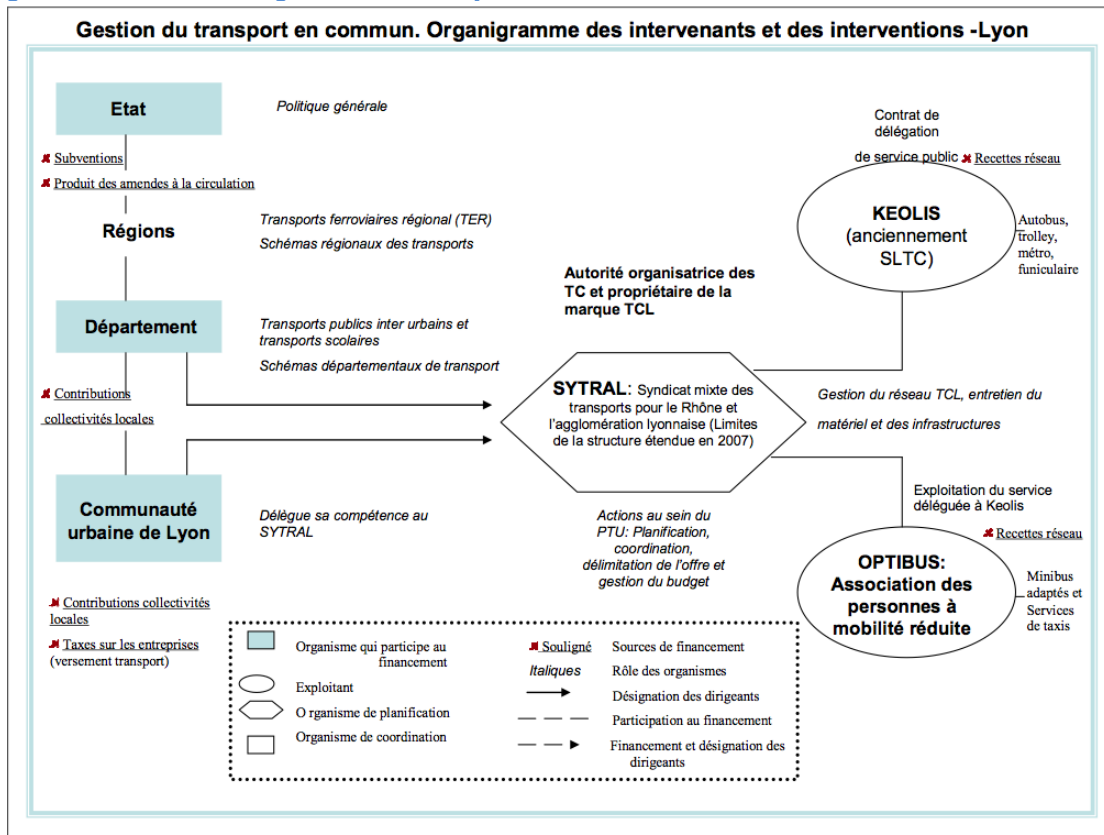 Gestion du transport en commun. Organigramme des intervenants et des interventions -Lyon
Etat
Politique générale
Subventions
Produit des amendes à la circulation
Régions
Transports ferroviaires régional (TER)
Schémas régionaux des transports
Département
Transports publics inter urbains et
transports scolaires
Schémas départementaux de transport
Contributions
collectivités locales
Communauté
urbaine de Lyon
Délègue sa compétence au
SYTRAL
Contributions collectivités
locales
Taxes sur les entreprises
(versement transport)
Autorité organisatrice des
TC et propriétaire de la
marque TCL
SYTRAL: Syndicat mixte des
transports pour le Rhône et
l'agglomération lyonnaise (Limites
de la structure étendue en 2007)
Actions au sein du
PTU: Planification,
coordination,
délimitation de l'offre et
gestion du budget
Contrat de
délégation
de service public
Recettes réseau
KEOLIS
(anciennement
SLTC)
Autobus,
trolley,
métro,
funiculaire
Gestion du réseau TCL, entretien du
matériel et des infrastructures
Exploitation du service
déléguée à Keolis
Recettes réseau
OPTIBUS:
Association des
personnes à
mobilité réduite
Minibus
adaptés et
Services
de taxis
Organisme qui participe au
financement
Exploitant
O rganisme de planification
Organisme de coordination
Souligné Sources de financement
Italiques Rôle des organismes
Désignation des dirigeants
Participation au financement
Financement et désignation des
dirigeants